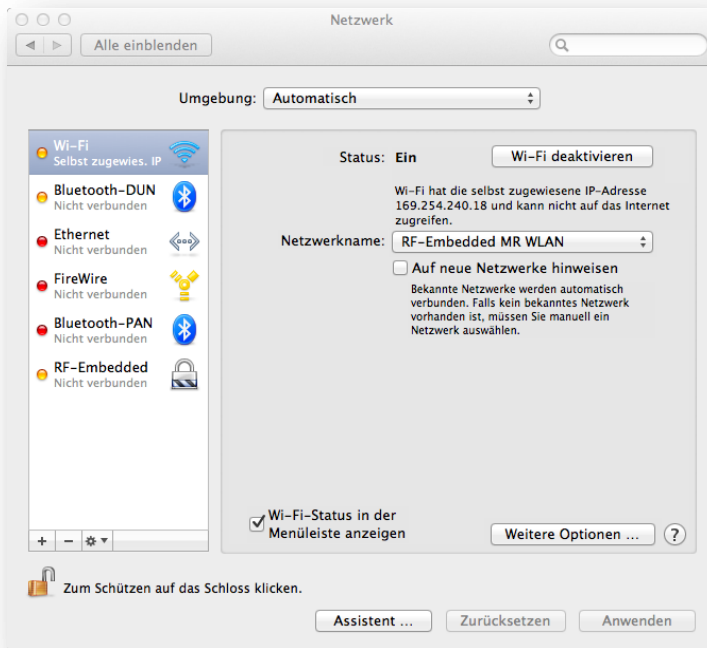 Netzwerk
Alle einblenden
Umgebung: Automatisch
Wi-Fi
Selbst zugewies. IP
Bluetooth-DUN
Nicht verbunden
Ethernet
Nicht verbunden
FireWire
Nicht verbunden
Bluetooth-PAN
Nicht verbunden
RF-Embedded
Nicht verbunden
Status: Ein Wi-Fi deaktivieren
Wi-Fi hat die selbst zugewiesene IP-Adresse
169.254.240.18 und kann nicht auf das Internet
zugreifen.
Netzwerkname: RF-Embedded MR WLAN
Auf neue Netzwerke hinweisen
Bekannte Netzwerke werden automatisch
verbunden. Falls kein bekanntes Netzwerk
vorhanden ist, müssen Sie manuell ein
Netzwerk auswählen.
Wi-Fi-Status in der
Menüleiste anzeigen
Weitere Optionen ... ?
Zum Schützen auf das Schloss klicken.
Assistent ... Zurücksetzen Anwenden